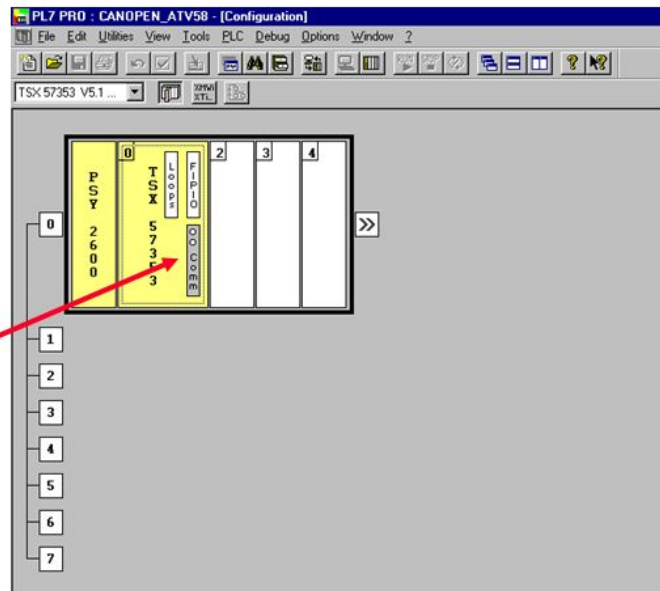 PL7 PRO : CANOPEN_ATV58 - [Configuration]
File Edit Utilities View Tools PLC Debug Options Window ?
TSX 57353 V5.1 ...
0 2 3 4
PSY 2600
TSX 57353
Loops
FIPIO
00 Comm
0
1
2
3
4
5
6
7